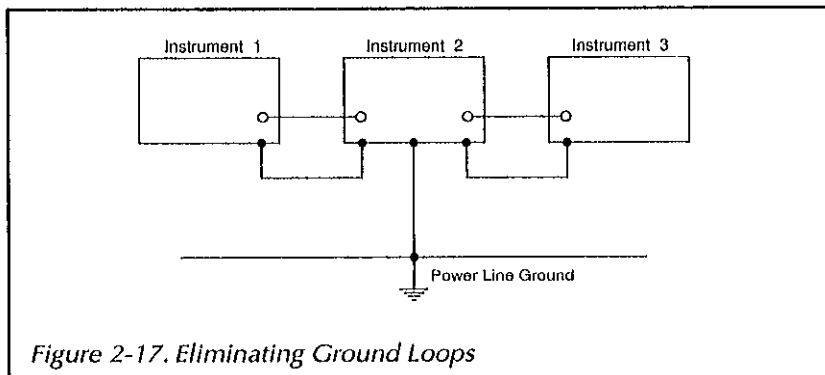 Instrument 1 Instrument 2 Instrument 3
Power Line Ground
Figure 2-17. Eliminating Ground Loops